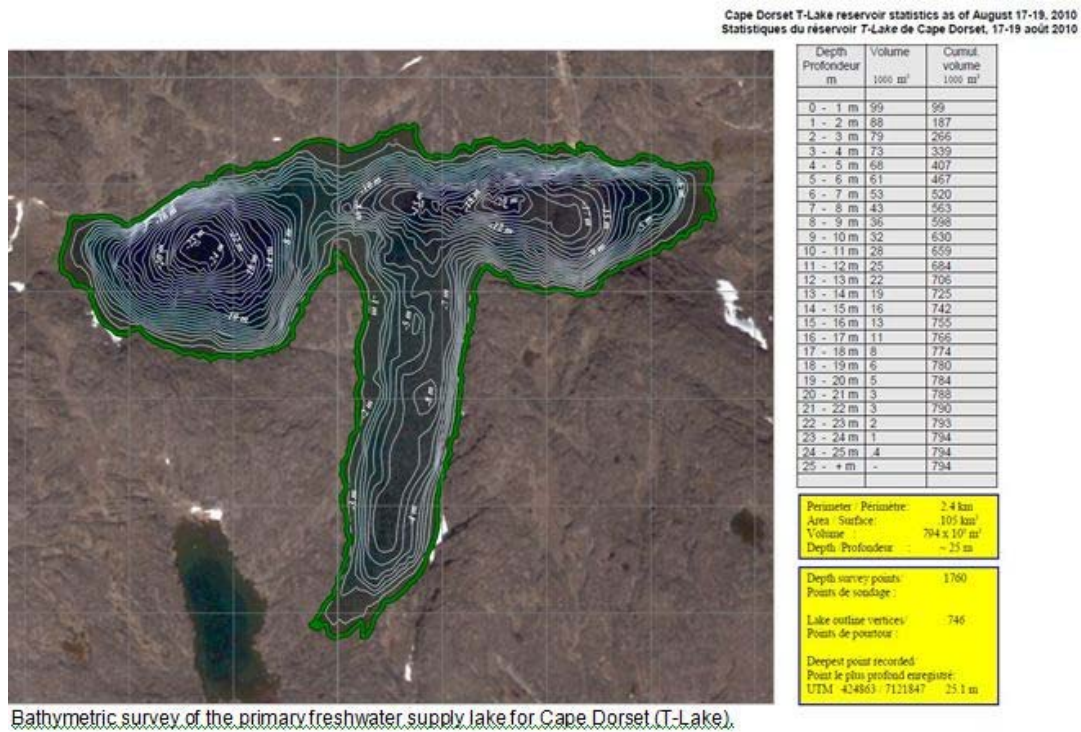 Cape Dorset T-Lake reservoir statistics as of August 17-19, 2010
Statistiques du réservoir T-Lake de Cape Dorset, 17-19 août 2010
Depth Volume Cumul.
Profondeur volume
m 1000 m³ 1000 m³
0 - 1 m 99 99
1 - 2 m 88 187
2 - 3 m 79 266
3 - 4 m 73 339
4 - 5 m 68 407
5 - 6 m 61 467
6 - 7 m 53 520
7 - 8 m 43 563
8 - 9 m 36 598
9 - 10 m 32 630
10 - 11 m 28 659
11 - 12 m 25 684
12 - 13 m 22 706
13 - 14 m 19 725
14 - 15 m 16 742
15 - 16 m 13 755
16 - 17 m 11 766
17 - 18 m 8 774
18 - 19 m 6 780
19 - 20 m 5 784
20 - 21 m 3 788
21 - 22 m 3 790
22 - 23 m 2 793
23 - 24 m 1 794
24 - 25 m .4 794
25 - + m - 794
Perimeter / Périmètre: 2.4 km
Area / Surface: .105 km²
Volume : 794 x 10³ m³
Depth /Profondeur : ~ 25 m
Depth survey points/ 1760
Points de sondage :
Lake outline vertices/ 746
Points de pourtour :
Deepest point recorded/
Point le plus profond enregistré:
UTM 424863 / 7121847 25.1 m
Bathymetric survey of the primary freshwater supply lake for Cape Dorset (T-Lake).